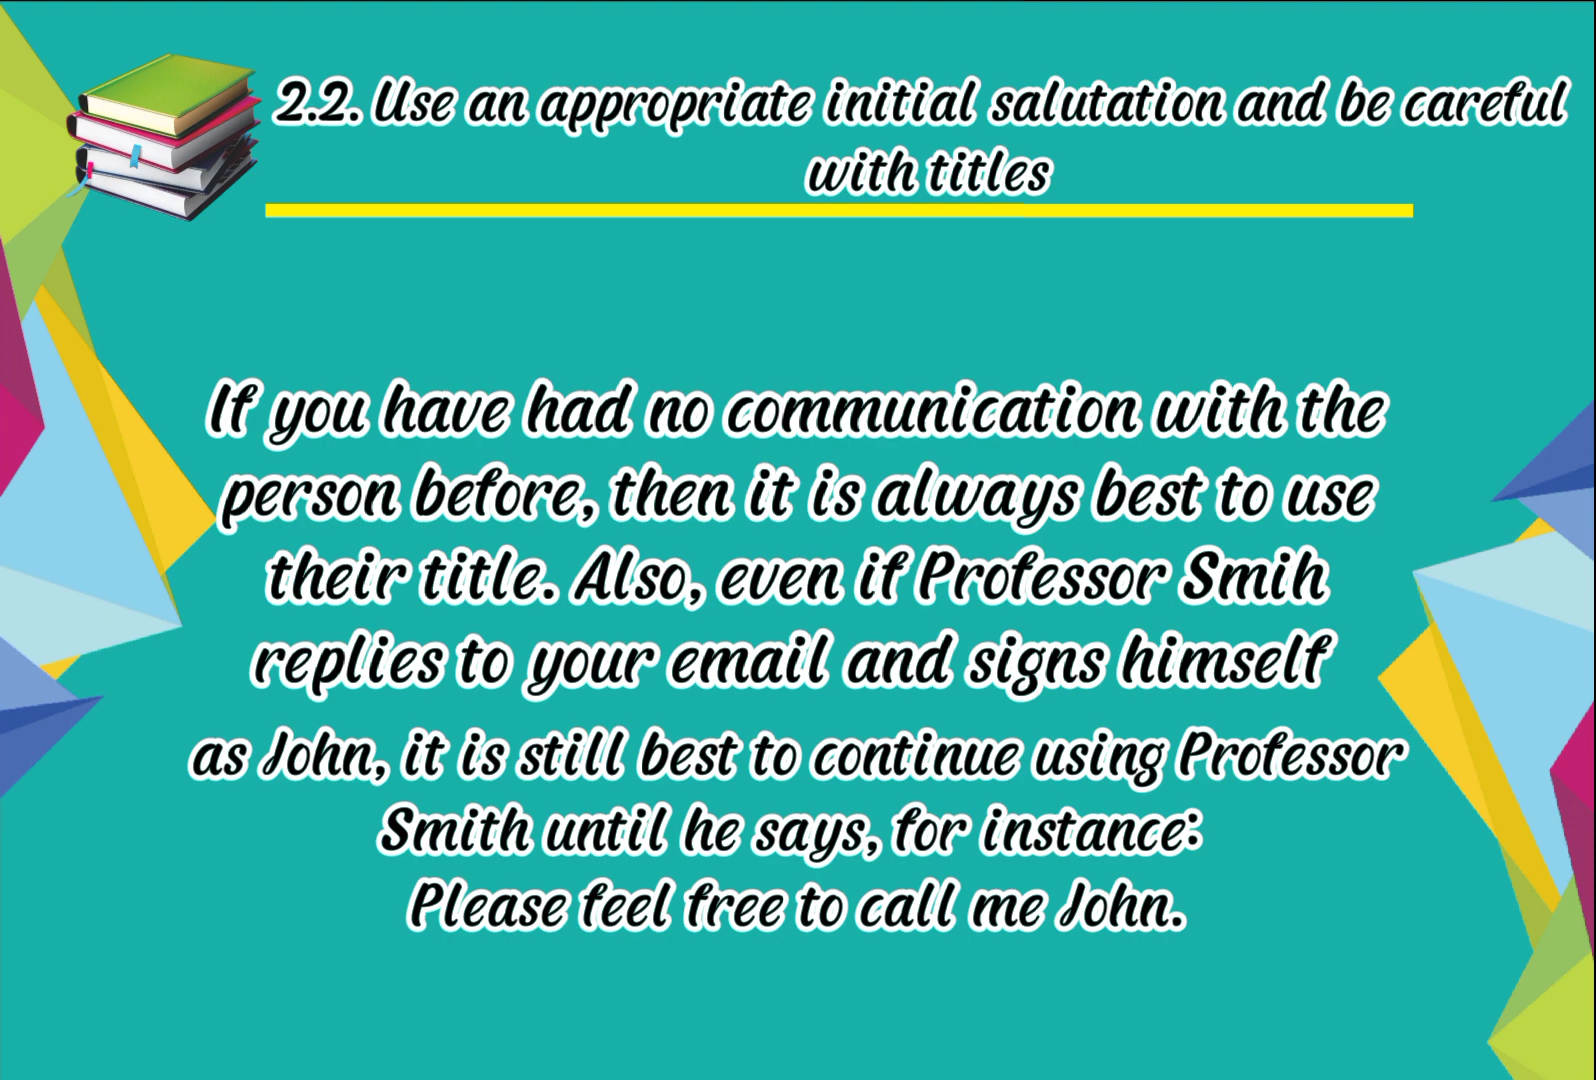 2.2. Use an appropriate initial salutation and be careful
with titles
If you have had no communication with the
person before, then it is always best to use
their title. Also, even if Professor Smih
replies to your email and signs himself
as John, it is still best to continue using Professor
Smith until he says, for instance:
Please feel free to call me John.